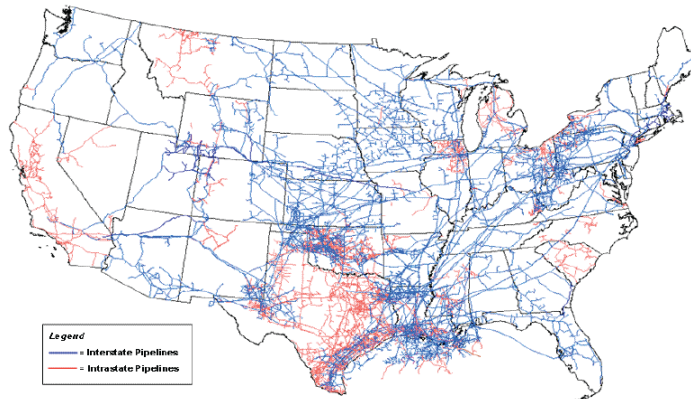 Legend
= Interstate Pipelines
= Intrastate Pipelines